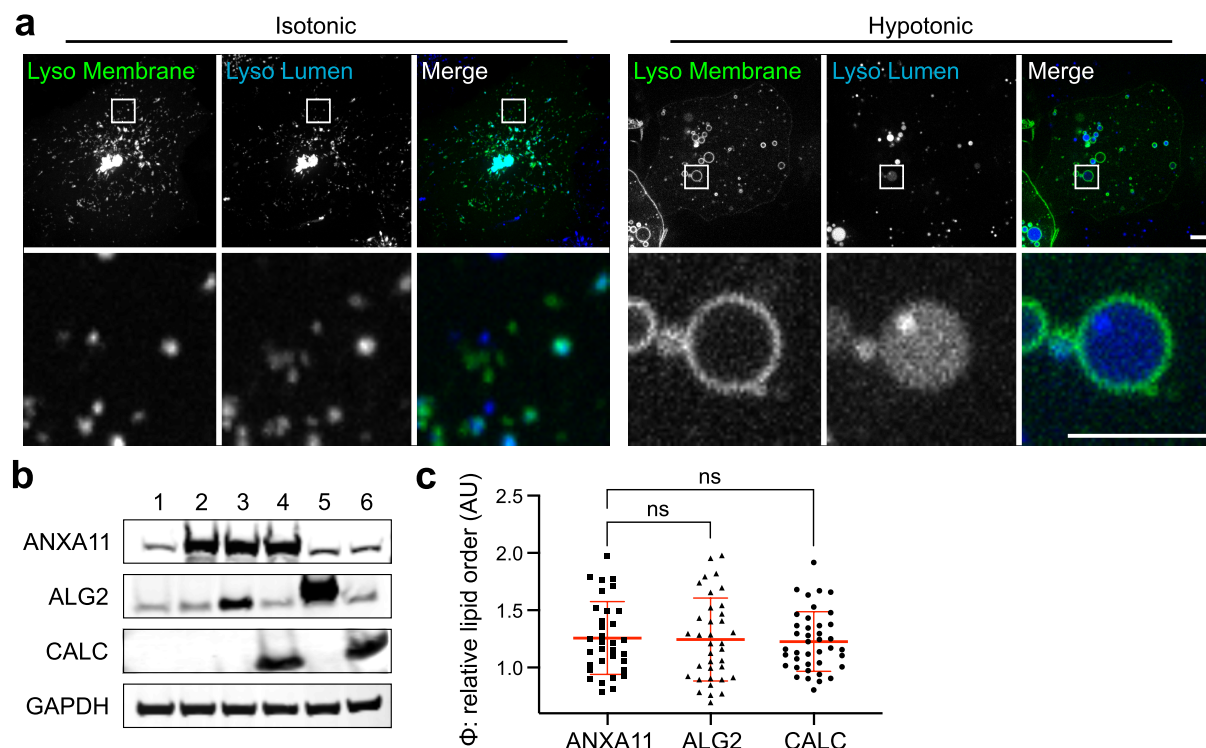 a
Isotonic
Hypotonic
Lyso Membrane
Lyso Lumen
Merge
Lyso Membrane
Lyso Lumen
Merge
b
1 2 3 4 5 6
ANXA11
ALG2
CALC
GAPDH
c
Φ: relative lipid order (AU)
2.5
2.0
1.5
1.0
ns
ns
ANXA11 ALG2 CALC